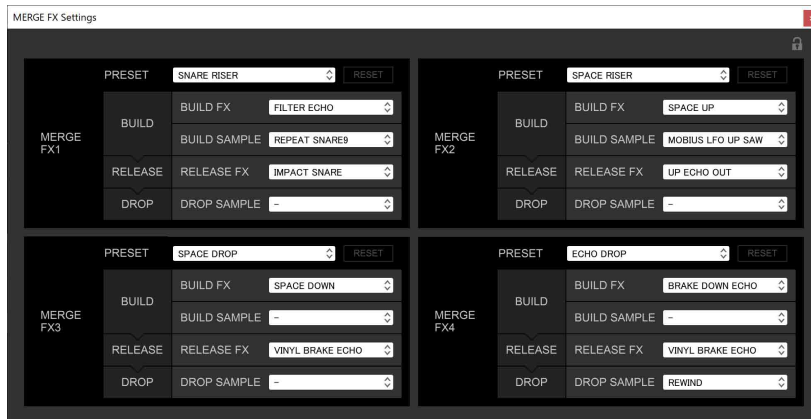 MERGE FX Settings
PRESET SNARE RISER RESET
MERGE FX1
BUILD
BUILD FX FILTER ECHO
BUILD SAMPLE REPEAT SNARE9
RELEASE RELEASE FX IMPACT SNARE
DROP DROP SAMPLE –
PRESET SPACE RISER RESET
MERGE FX2
BUILD
BUILD FX SPACE UP
BUILD SAMPLE MOBIUS LFO UP SAW
RELEASE RELEASE FX UP ECHO OUT
DROP DROP SAMPLE –
PRESET SPACE DROP RESET
MERGE FX3
BUILD
BUILD FX SPACE DOWN
BUILD SAMPLE –
RELEASE RELEASE FX VINYL BRAKE ECHO
DROP DROP SAMPLE –
PRESET ECHO DROP RESET
MERGE FX4
BUILD
BUILD FX BRAKE DOWN ECHO
BUILD SAMPLE –
RELEASE RELEASE FX VINYL BRAKE ECHO
DROP DROP SAMPLE REWIND